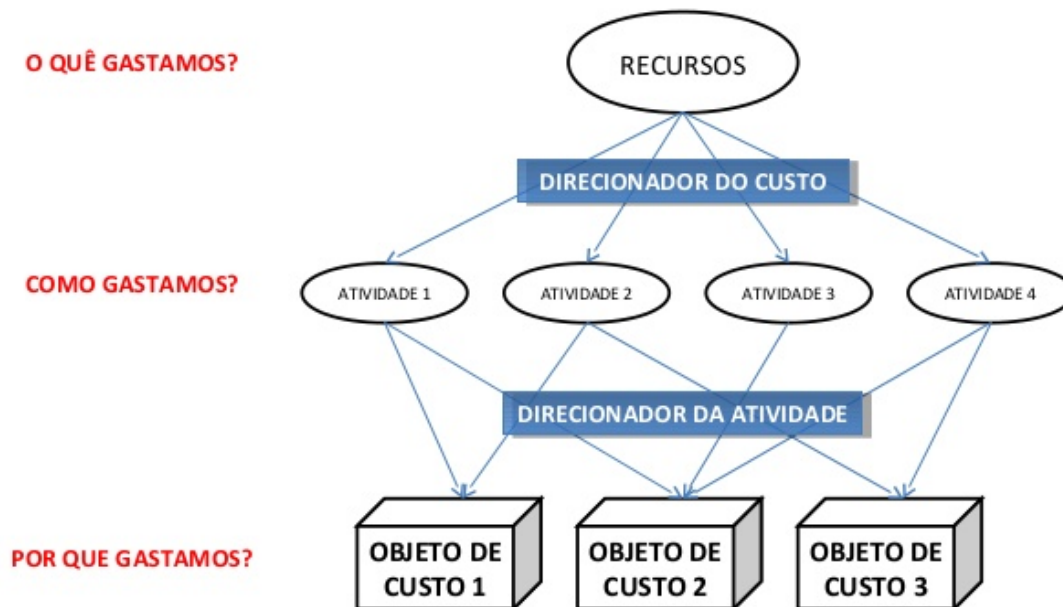 O QUÊ GASTAMOS?
RECURSOS
DIRECIONADOR DO CUSTO
COMO GASTAMOS?
ATIVIDADE 1
ATIVIDADE 2
ATIVIDADE 3
ATIVIDADE 4
DIRECIONADOR DA ATIVIDADE
POR QUE GASTAMOS?
OBJETO DE
CUSTO 1
OBJETO DE
CUSTO 2
OBJETO DE
CUSTO 3